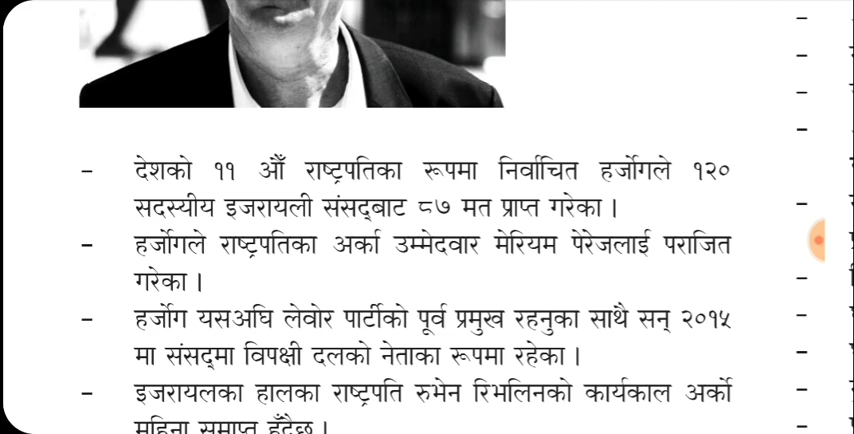 - देशको ११ औँ राष्ट्रपतिका रूपमा निर्वाचित हर्जोगले १२०
सदस्यीय इजरायली संसद्‌बाट ८७ मत प्राप्त गरेका ।
- हर्जोगले राष्ट्रपतिका अर्का उम्मेदवार मेरियम पेरेजलाई पराजित
गरेका ।
- हर्जोग यसअघि लेवोर पार्टीको पूर्व प्रमुख रहनुका साथै सन् २०१५
मा संसद्‌मा विपक्षी दलको नेताका रूपमा रहेका ।
- इजरायलका हालका राष्ट्रपति रुभेन रिभलिनको कार्यकाल अर्को
महिना समाप्त हुँदैछ ।